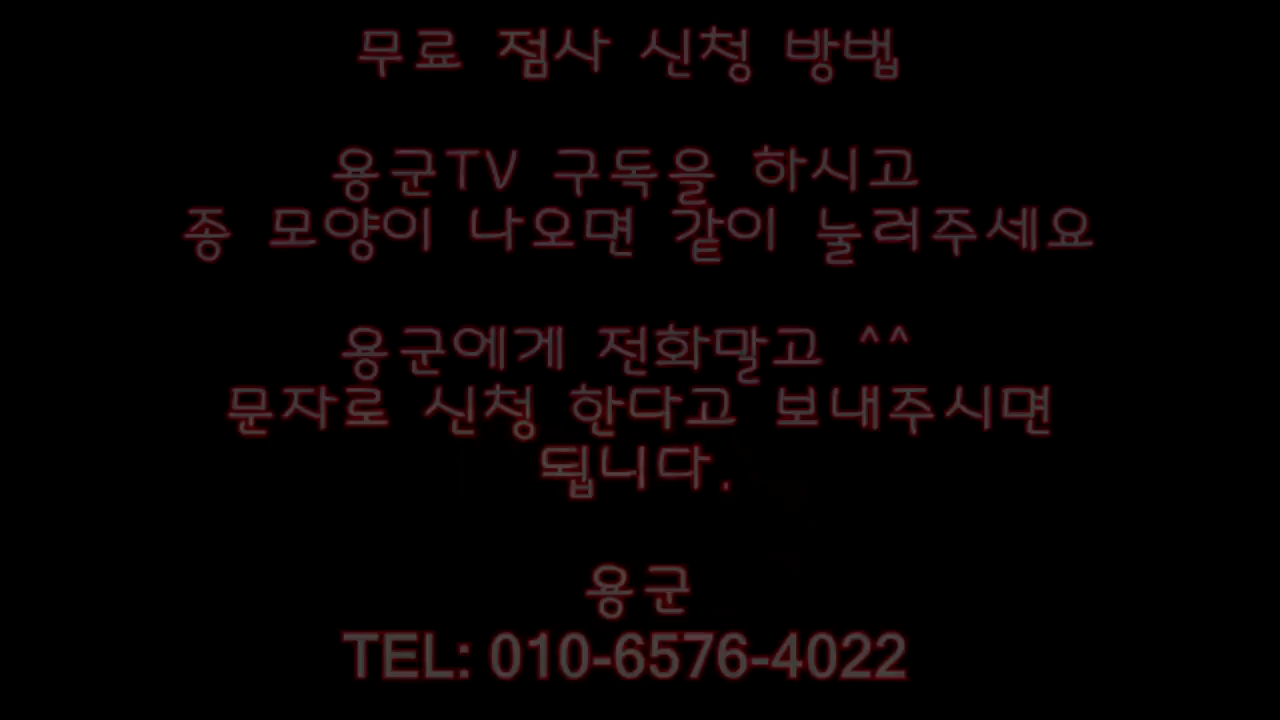 무료 점사 신청 방법
용군TV 구독을 하시고
종 모양이 나오면 같이 눌러주세요
용군에게 전화말고 ^^
문자로 신청 한다고 보내주시면
됩니다.
용군
TEL: 010-6576-4022